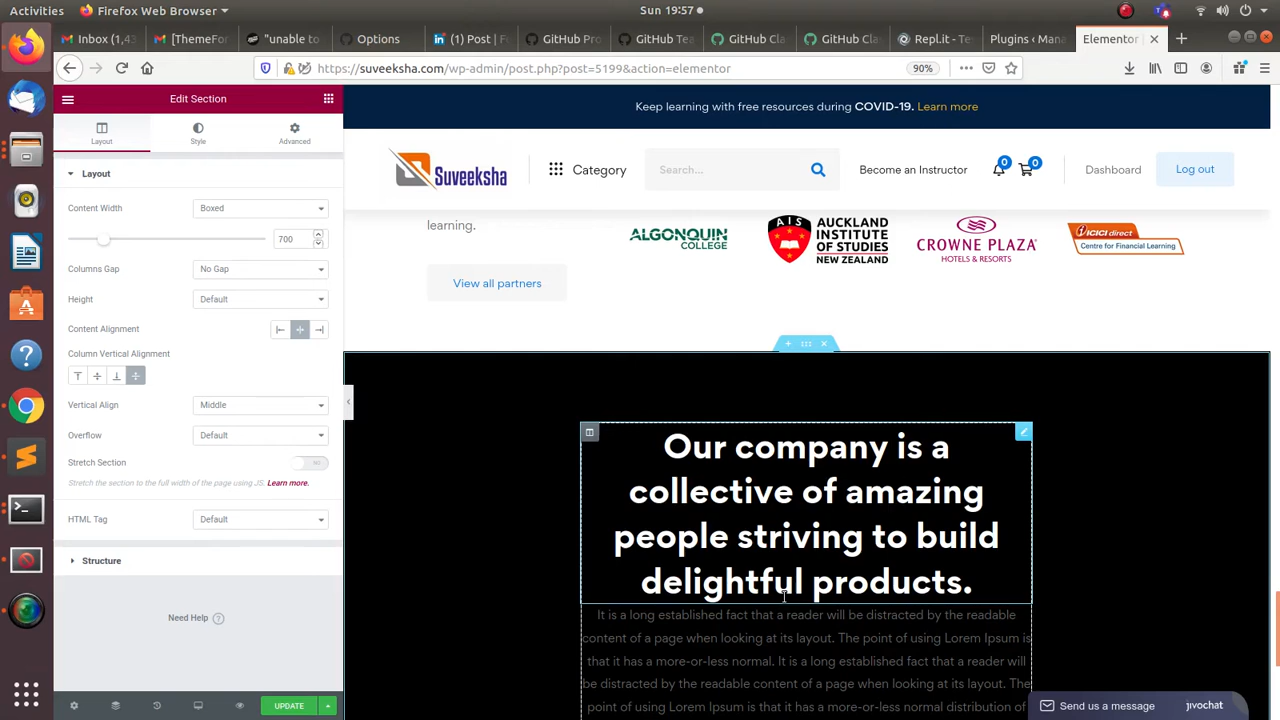 Activities
Firefox Web Browser
Sun 19:57
Inbox (1,43
[ThemeFor
"unable to
Options
(1) Post | F
GitHub Pro
GitHub Tea
GitHub Cla
GitHub Clas
Repl.it - Te
Plugins ‹ Mana
Elementor
https://suveeksha.com/wp-admin/post.php?post=5199&action=elementor
90%
Edit Section
Layout
Style
Advanced
Layout
Content Width
Boxed
700
Columns Gap
No Gap
Height
Default
Content Alignment
Column Vertical Alignment
Vertical Align
Middle
Overflow
Default
Stretch Section
NO
Stretch the section to the full width of the page using JS. Learn more.
HTML Tag
Default
Structure
Need Help
UPDATE
Keep learning with free resources during COVID-19. Learn more
Suveeksha
Category
Search...
Become an Instructor
0
0
Dashboard
Log out
learning.
ALGONQUIN
COLLEGE
AIS
AUCKLAND
INSTITUTE
OF STUDIES
NEW ZEALAND
CROWNE PLAZA
HOTELS & RESORTS
ICICI direct
Centre for Financial Learning
View all partners
Our company is a
collective of amazing
people striving to build
delightful products.
It is a long established fact that a reader will be distracted by the readable
content of a page when looking at its layout. The point of using Lorem Ipsum is
that it has a more-or-less normal. It is a long established fact that a reader will
be distracted by the readable content of a page when looking at its layout. The
point of using Lorem Ipsum is that it has a more-or-less normal distribution of
Send us a message
jivochat